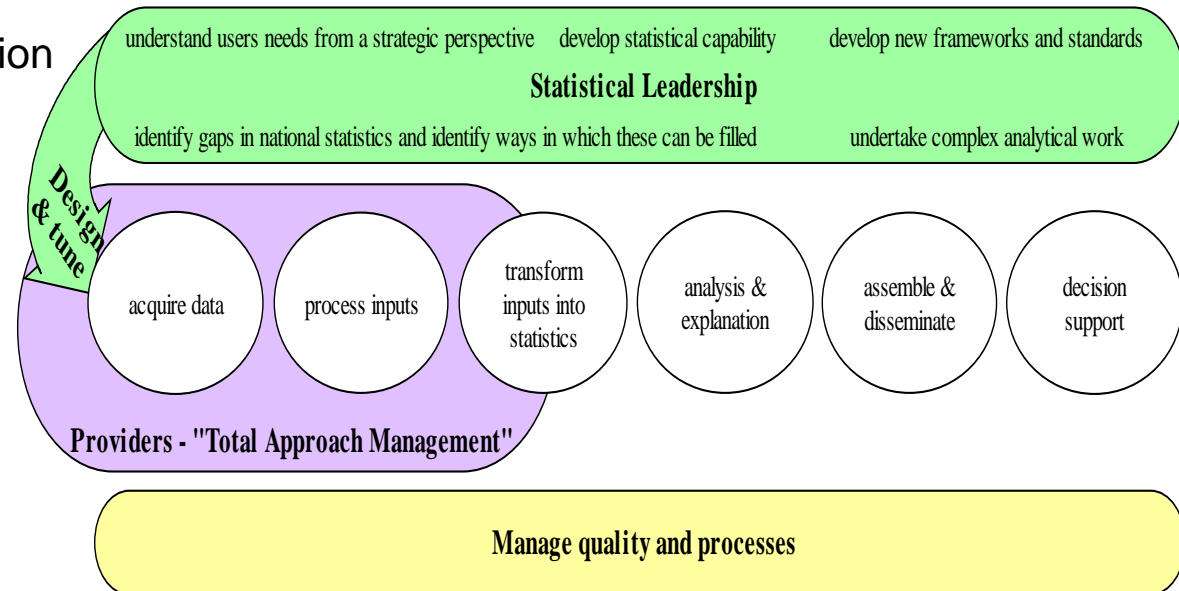 ion
understand users needs from a strategic perspective develop statistical capability develop new frameworks and standards
Statistical Leadership
identify gaps in national statistics and identify ways in which these can be filled undertake complex analytical work
Design
& tune
acquire data
process inputs
transform
inputs into
statistics
analysis &
explanation
assemble &
disseminate
decision
support
Providers - "Total Approach Management"
Manage quality and processes